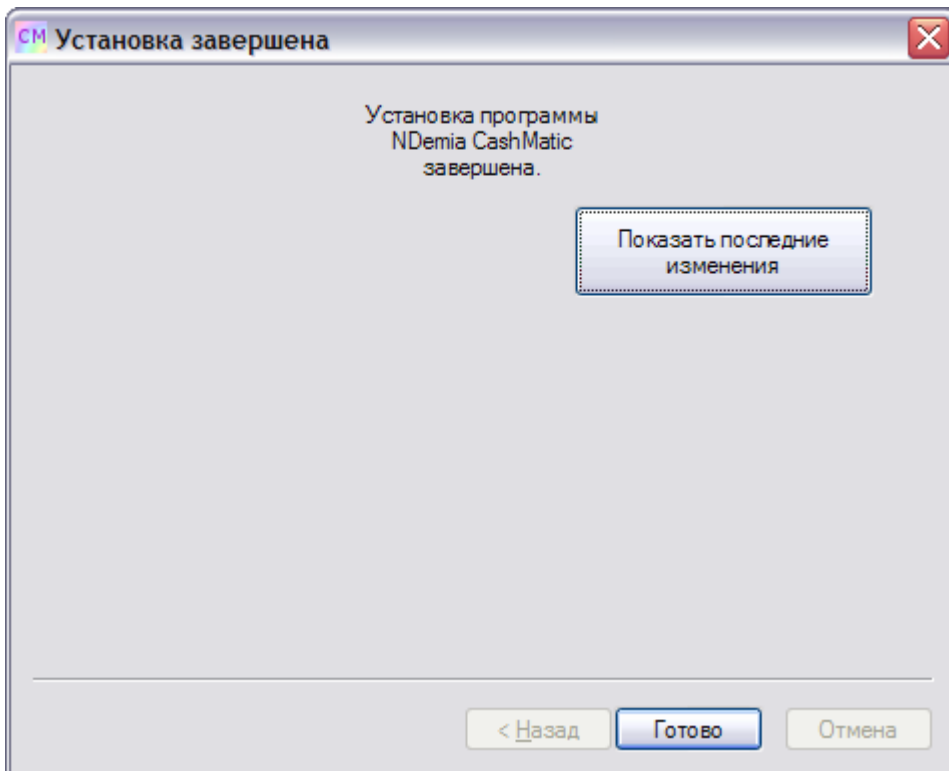 CM Установка завершена
Установка программы
NDemia CashMatic
завершена.
Показать последние
изменения
< Назад
Готово
Отмена